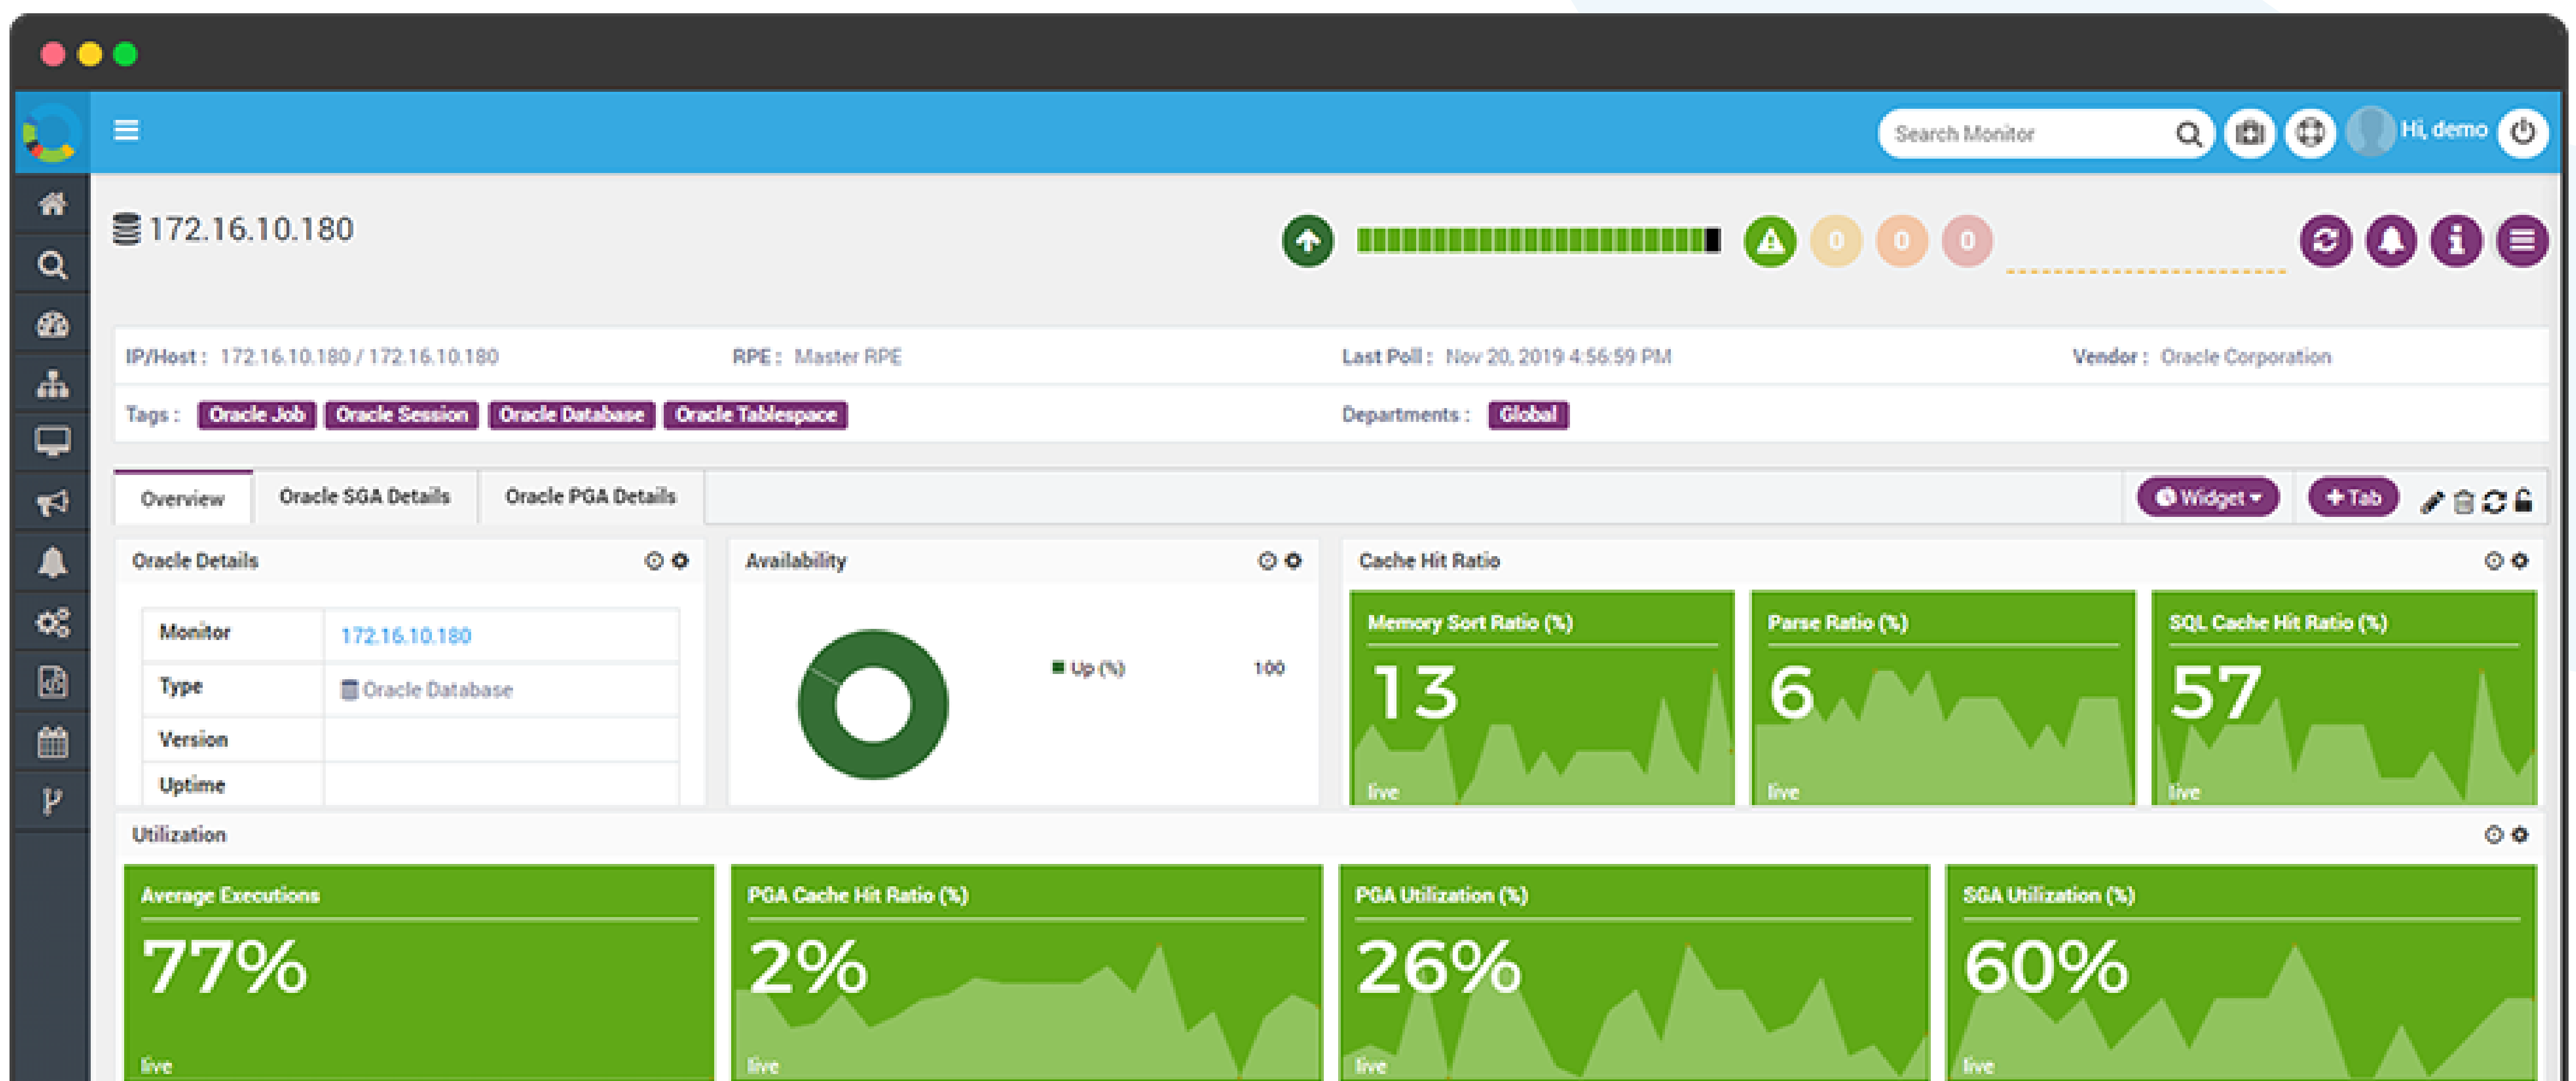 Search Monitor Hi, demo
172.16.10.180
0 0 0
IP/Host : 172.16.10.180 / 172.16.10.180 RPE : Master RPE Last Poll : Nov 20, 2019 4:56:59 PM Vendor : Oracle Corporation
Tags : Oracle Job Oracle Session Oracle Database Oracle Tablespace Departments : Global
Overview Oracle SGA Details Oracle PGA Details Widget +Tab
Oracle Details
Monitor 172.16.10.180
Type Oracle Database
Version
Uptime
Availability
Up (%) 100
Cache Hit Ratio
Memory Sort Ratio (%)
13
live
Parse Ratio (%)
6
live
SQL Cache Hit Ratio (%)
57
live
Utilization
Average Executions
77%
live
PGA Cache Hit Ratio (%)
2%
live
PGA Utilization (%)
26%
live
SGA Utilization (%)
60%
live